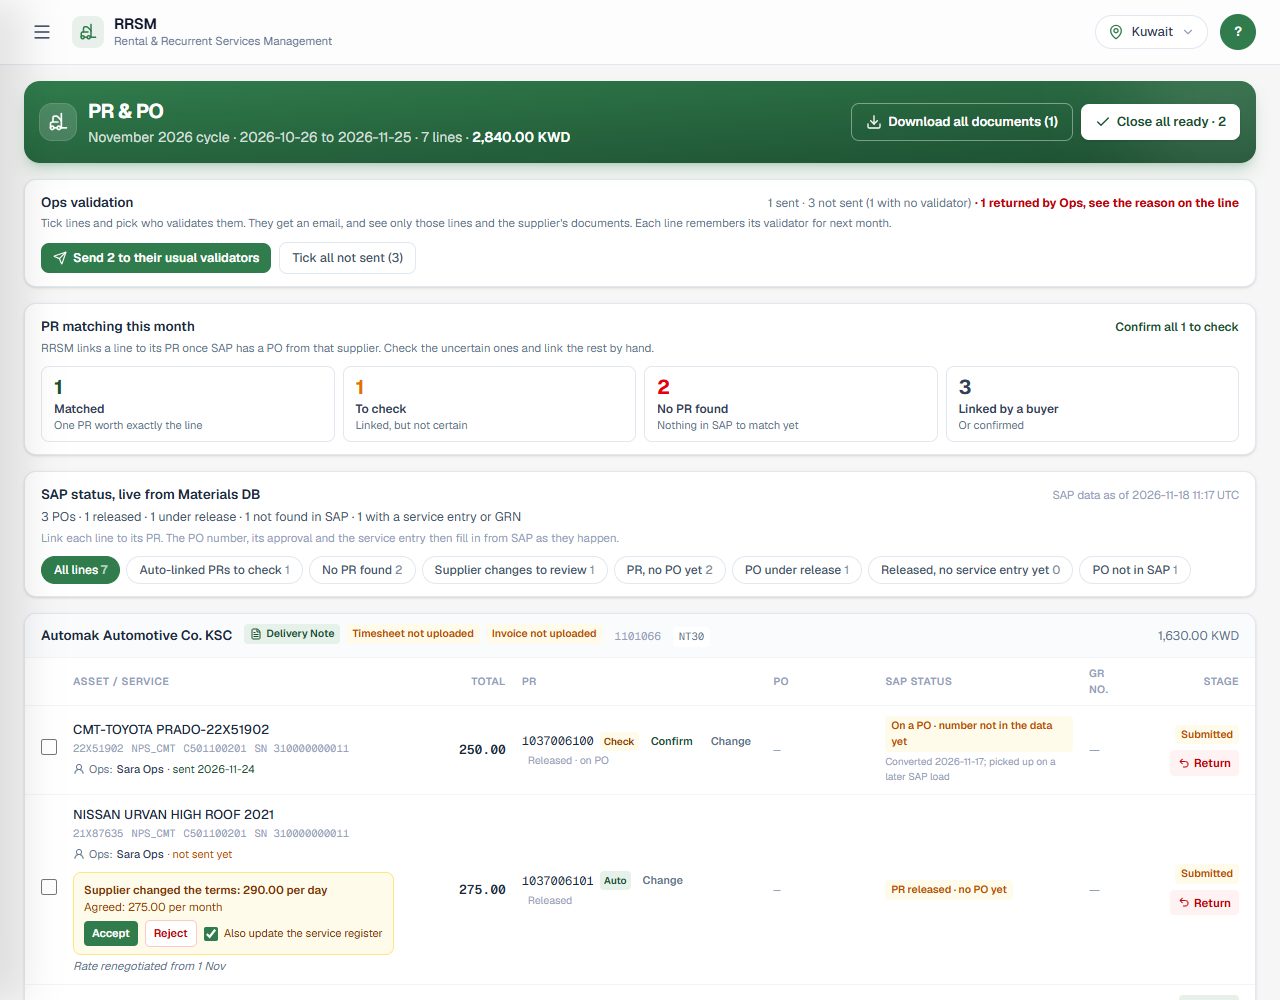 RRSM
Rental & Recurrent Services Management
Kuwait
?
PR & PO
November 2026 cycle · 2026-10-26 to 2026-11-25 · 7 lines · 2,840.00 KWD
Download all documents (1)
Close all ready · 2
Ops validation
1 sent · 3 not sent (1 with no validator) · 1 returned by Ops, see the reason on the line
Tick lines and pick who validates them. They get an email, and see only those lines and the supplier's documents. Each line remembers its validator for next month.
Send 2 to their usual validators
Tick all not sent (3)
PR matching this month
Confirm all 1 to check
RRSM links a line to its PR once SAP has a PO from that supplier. Check the uncertain ones and link the rest by hand.
1
Matched
One PR worth exactly the line
1
To check
Linked, but not certain
2
No PR found
Nothing in SAP to match yet
3
Linked by a buyer
Or confirmed
SAP status, live from Materials DB
SAP data as of 2026-11-18 11:17 UTC
3 POs · 1 released · 1 under release · 1 not found in SAP · 1 with a service entry or GRN
Link each line to its PR. The PO number, its approval and the service entry then fill in from SAP as they happen.
All lines 7
Auto-linked PRs to check 1
No PR found 2
Supplier changes to review 1
PR, no PO yet 2
PO under release 1
Released, no service entry yet 0
PO not in SAP 1
Automak Automotive Co. KSC
Delivery Note
Timesheet not uploaded
Invoice not uploaded
1101066
NT30
1,630.00 KWD
ASSET / SERVICE
TOTAL
PR
PO
SAP STATUS
GR
NO.
STAGE
CMT-TOYOTA PRADO-22X51902
22X51902 NPS_CMT C501100201 SN 310000000011
Ops: Sara Ops · sent 2026-11-24
250.00
1037006100
Check
Confirm
Change
Released · on PO
—
On a PO · number not in the data
yet
Converted 2026-11-17; picked up on a
later SAP load
—
Submitted
Return
NISSAN URVAN HIGH ROOF 2021
21X87635 NPS_CMT C501100201 SN 310000000011
Ops: Sara Ops · not sent yet
Supplier changed the terms: 290.00 per day
Agreed: 275.00 per month
Accept
Reject
Also update the service register
Rate renegotiated from 1 Nov
275.00
1037006101
Auto
Change
Released
—
PR released · no PO yet
—
Submitted
Return